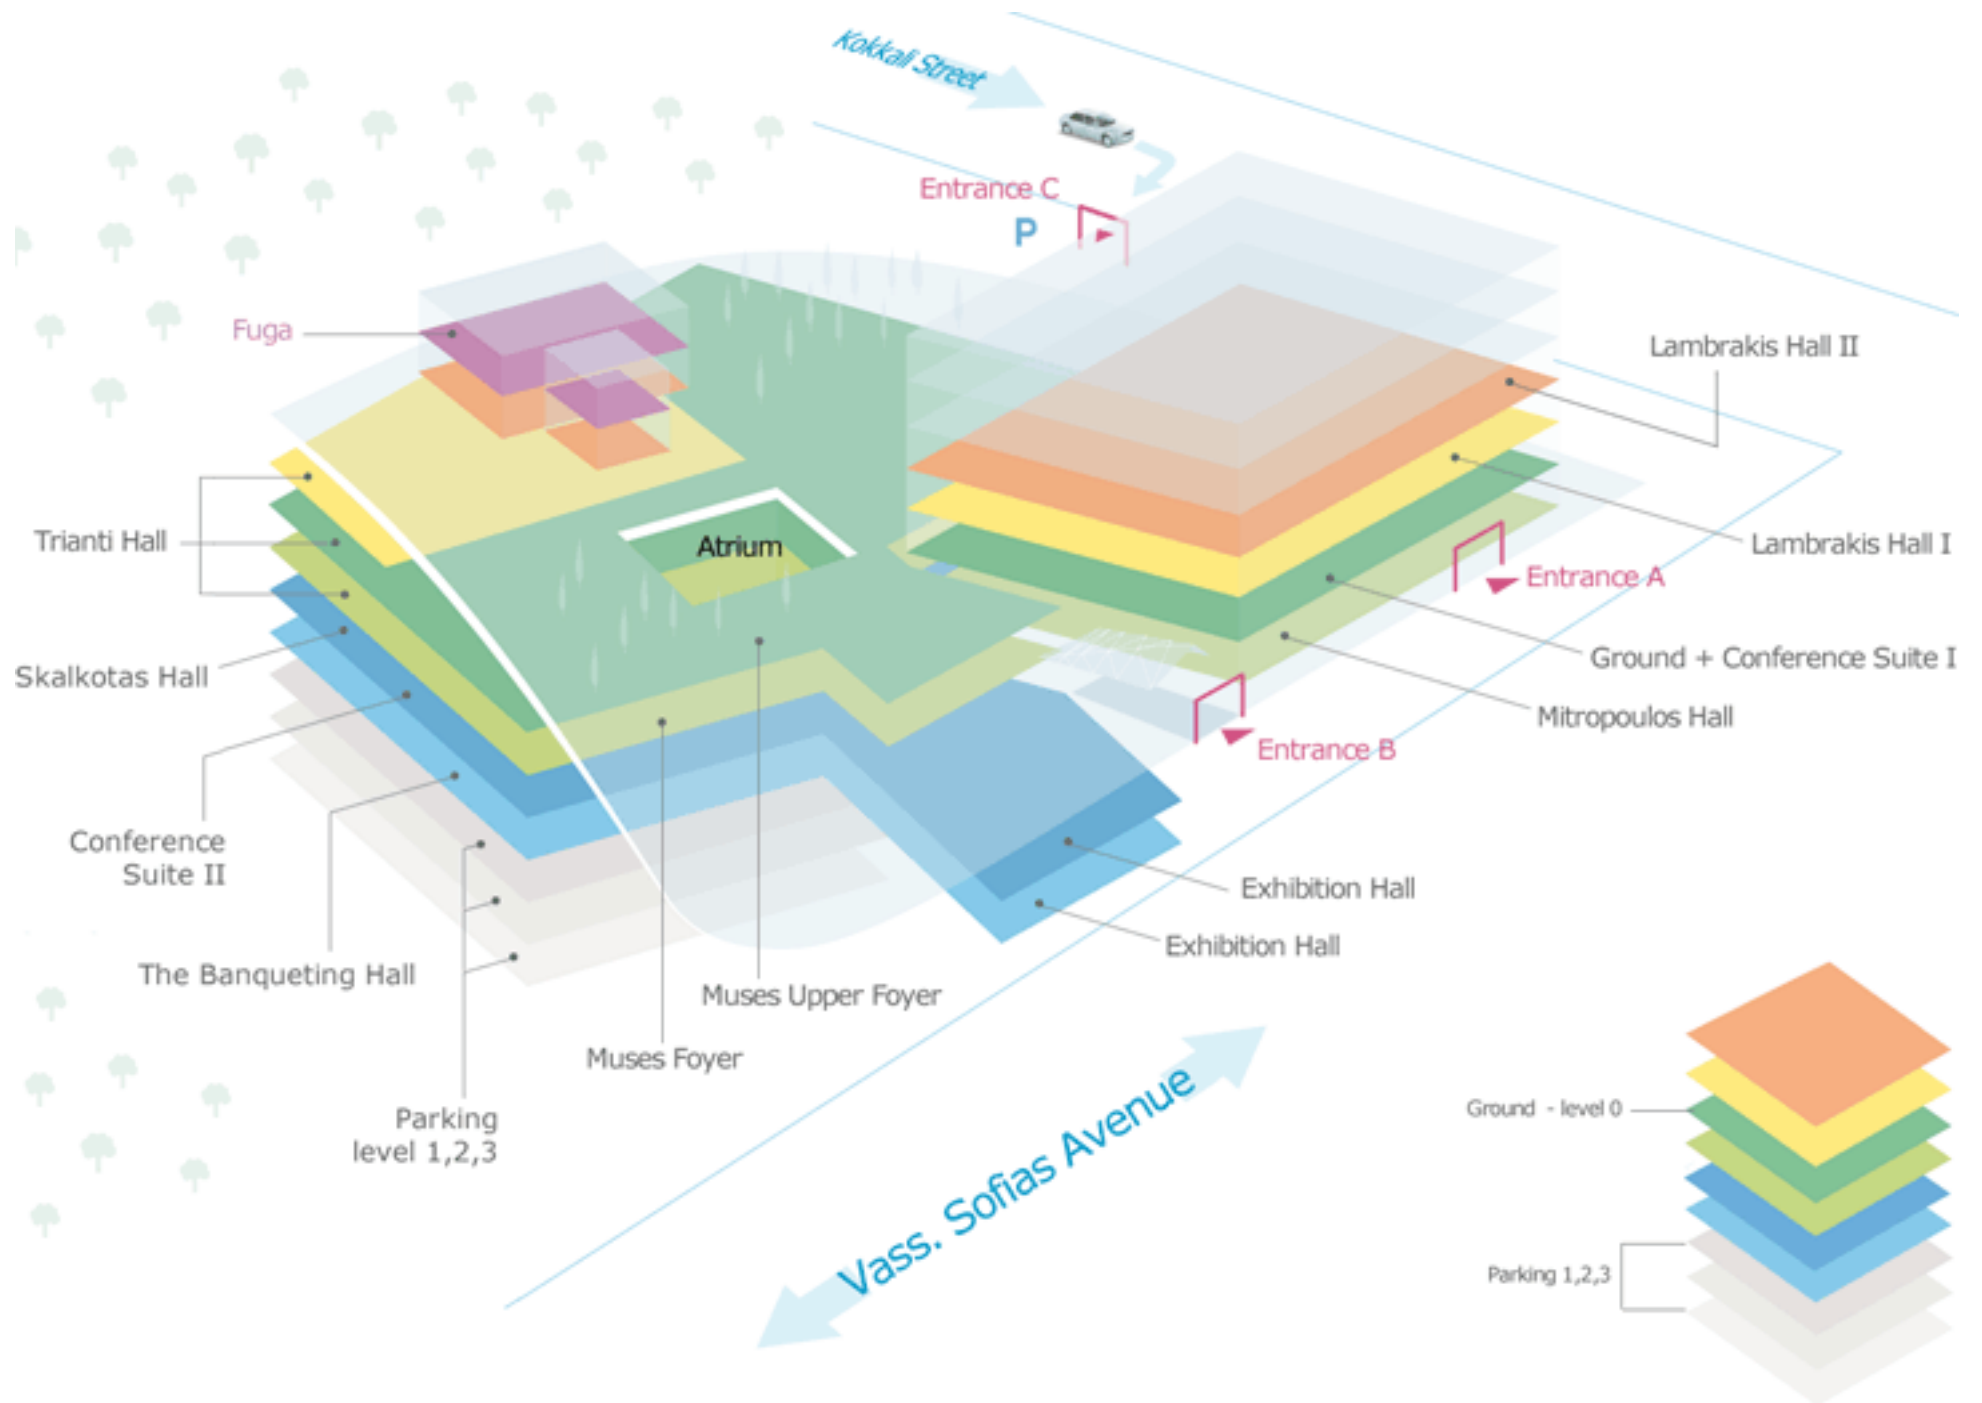 Kokkali Street
Entrance C
P
Fuga
Lambrakis Hall II
Trianti Hall
Atrium
Lambrakis Hall I
Entrance A
Skalkotas Hall
Ground + Conference Suite I
Mitropoulos Hall
Entrance B
Conference
Suite II
Exhibition Hall
Exhibition Hall
The Banqueting Hall
Muses Upper Foyer
Muses Foyer
Parking
level 1,2,3
Vass. Sofias Avenue
Ground - level 0
Parking 1,2,3